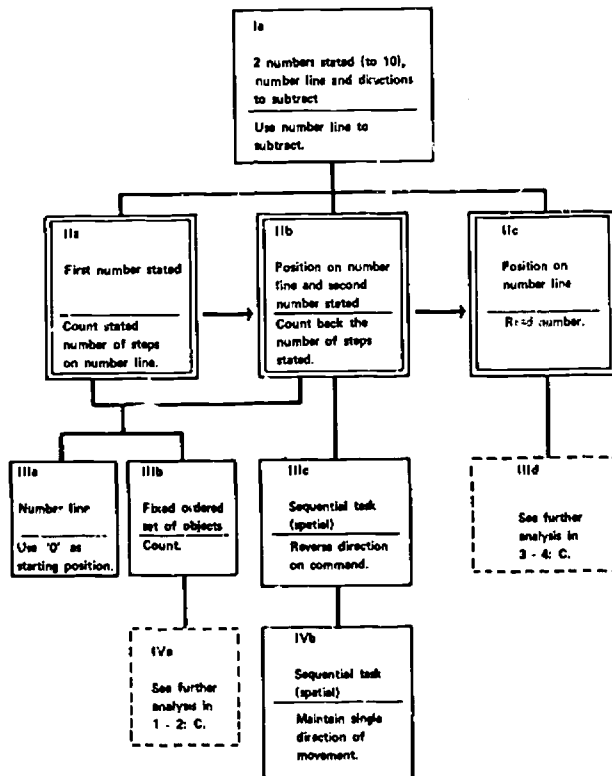 Ia
2 numbers stated (to 10),
number line and directions
to subtract
Use number line to
subtract.
IIa
First number stated
Count stated
number of steps
on number line.
IIb
Position on number
line and second
number stated
Count back the
number of steps
stated.
IIc
Position on
number line
Read number.
IIIa
Number line
Use '0' as
starting position.
IIIb
Fixed ordered
set of objects
Count.
IIIc
Sequential task
(spatial)
Reverse direction
on command.
IIId
See further
analysis in
3 - 4: C.
IVa
See further
analysis in
1 - 2: C.
IVb
Sequential task
(spatial)
Maintain single
direction of
movement.